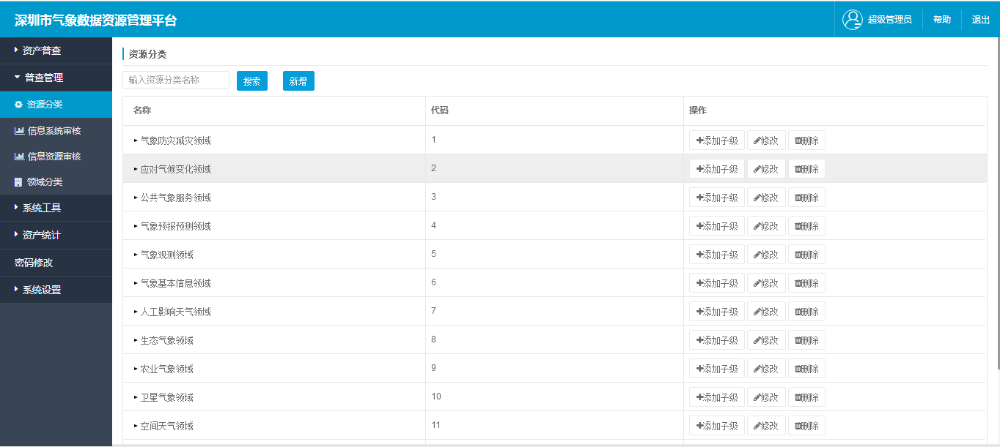 深圳市气象数据资源管理平台
超级管理员 帮助 退出
资产普查
普查管理
资源分类
信息系统审核
信息资源审核
领域分类
系统工具
资产统计
密码修改
系统设置
资源分类
输入资源分类名称 搜索 新增
名称 代码 操作
气象防灾减灾领域 1 添加子级 修改 删除
应对气候变化领域 2 添加子级 修改 删除
公共气象服务领域 3 添加子级 修改 删除
气象预报预测领域 4 添加子级 修改 删除
气象观测领域 5 添加子级 修改 删除
气象基本信息领域 6 添加子级 修改 删除
人工影响天气领域 7 添加子级 修改 删除
生态气象领域 8 添加子级 修改 删除
农业气象领域 9 添加子级 修改 删除
卫星气象领域 10 添加子级 修改 删除
空间天气领域 11 添加子级 修改 删除